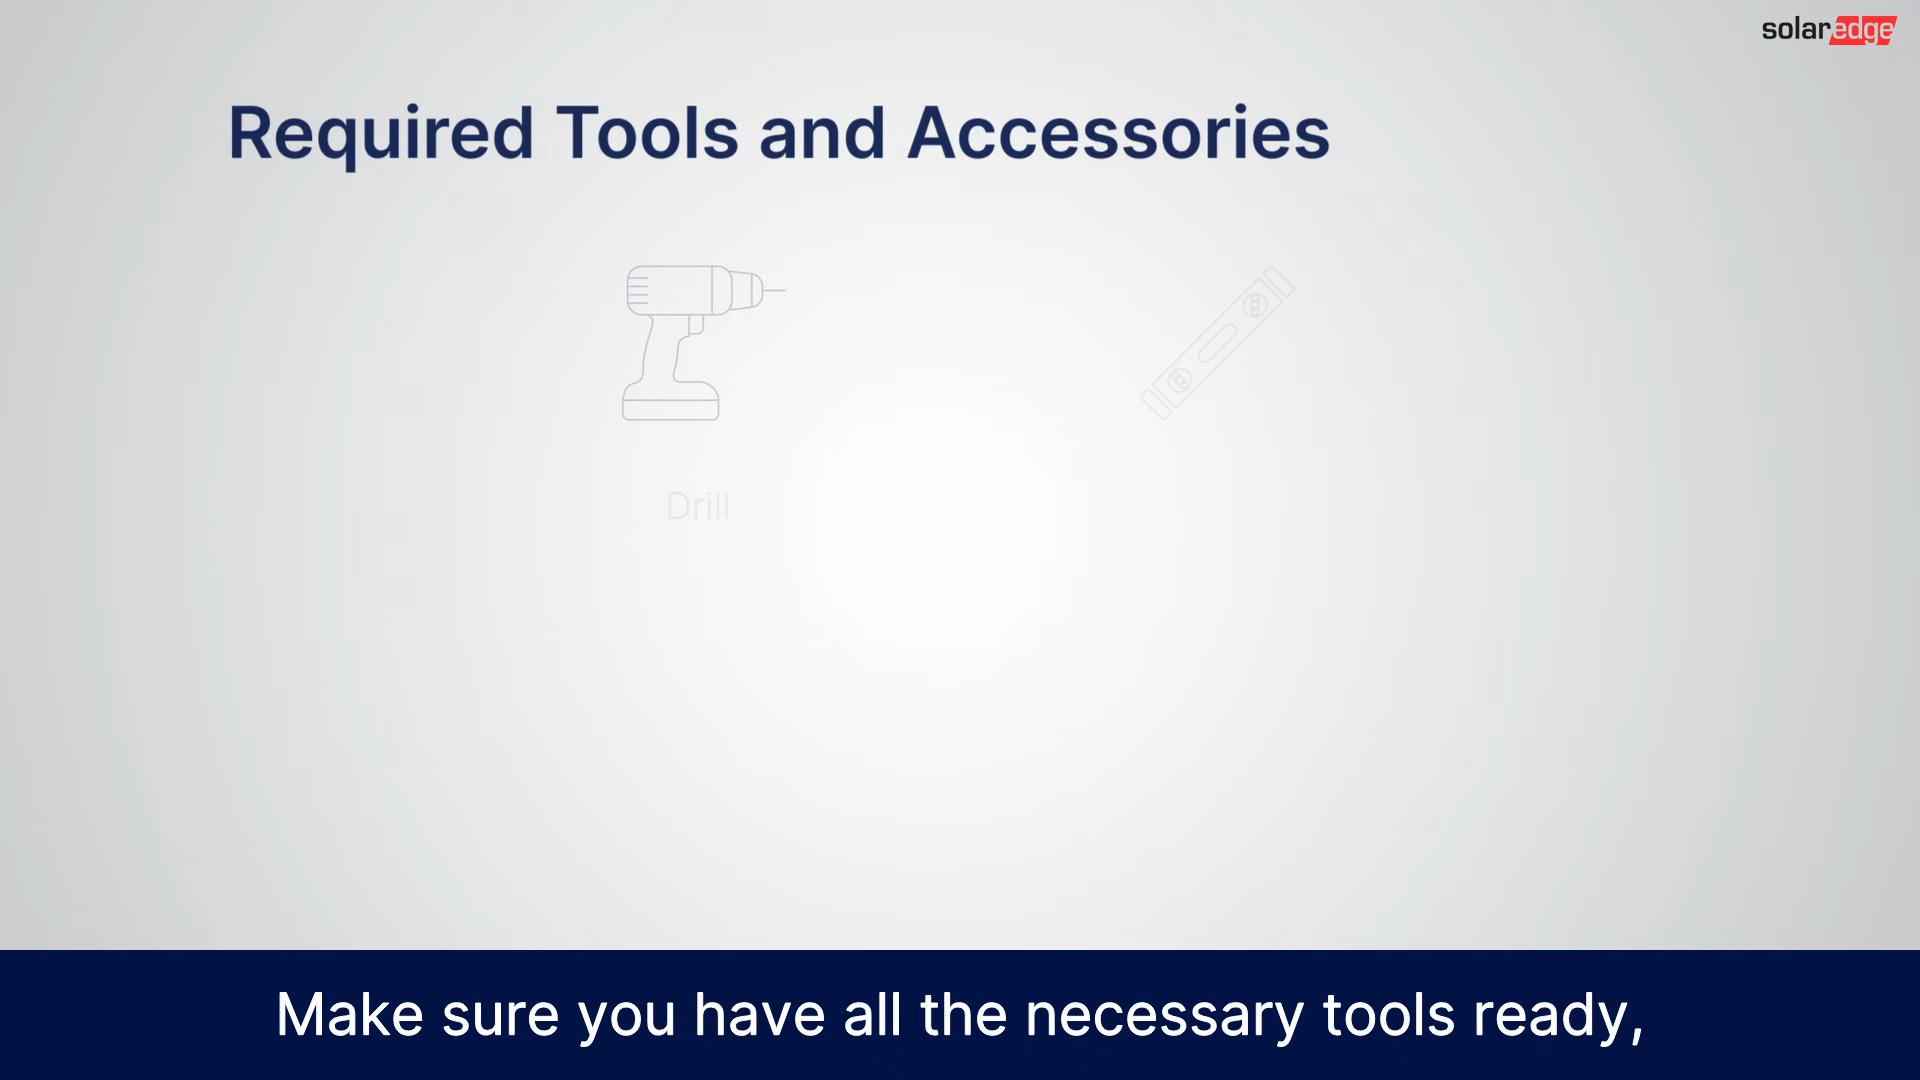 solaredge
Required Tools and Accessories
Drill
Make sure you have all the necessary tools ready,